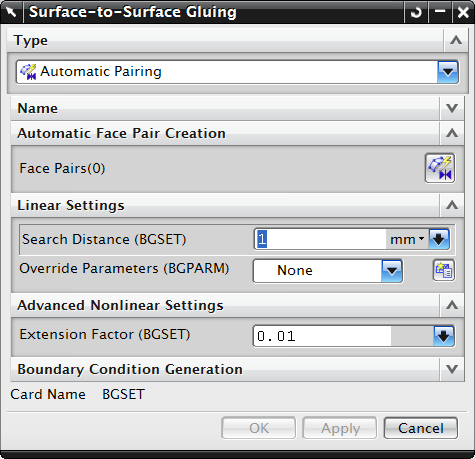 Surface-to-Surface Gluing
Type
Automatic Pairing
Name
Automatic Face Pair Creation
Face Pairs(0)
Linear Settings
Search Distance (BGSET) 1 mm
Override Parameters (BGPARM) None
Advanced Nonlinear Settings
Extension Factor (BGSET) 0.01
Boundary Condition Generation
Card Name BGSET
OK Apply Cancel